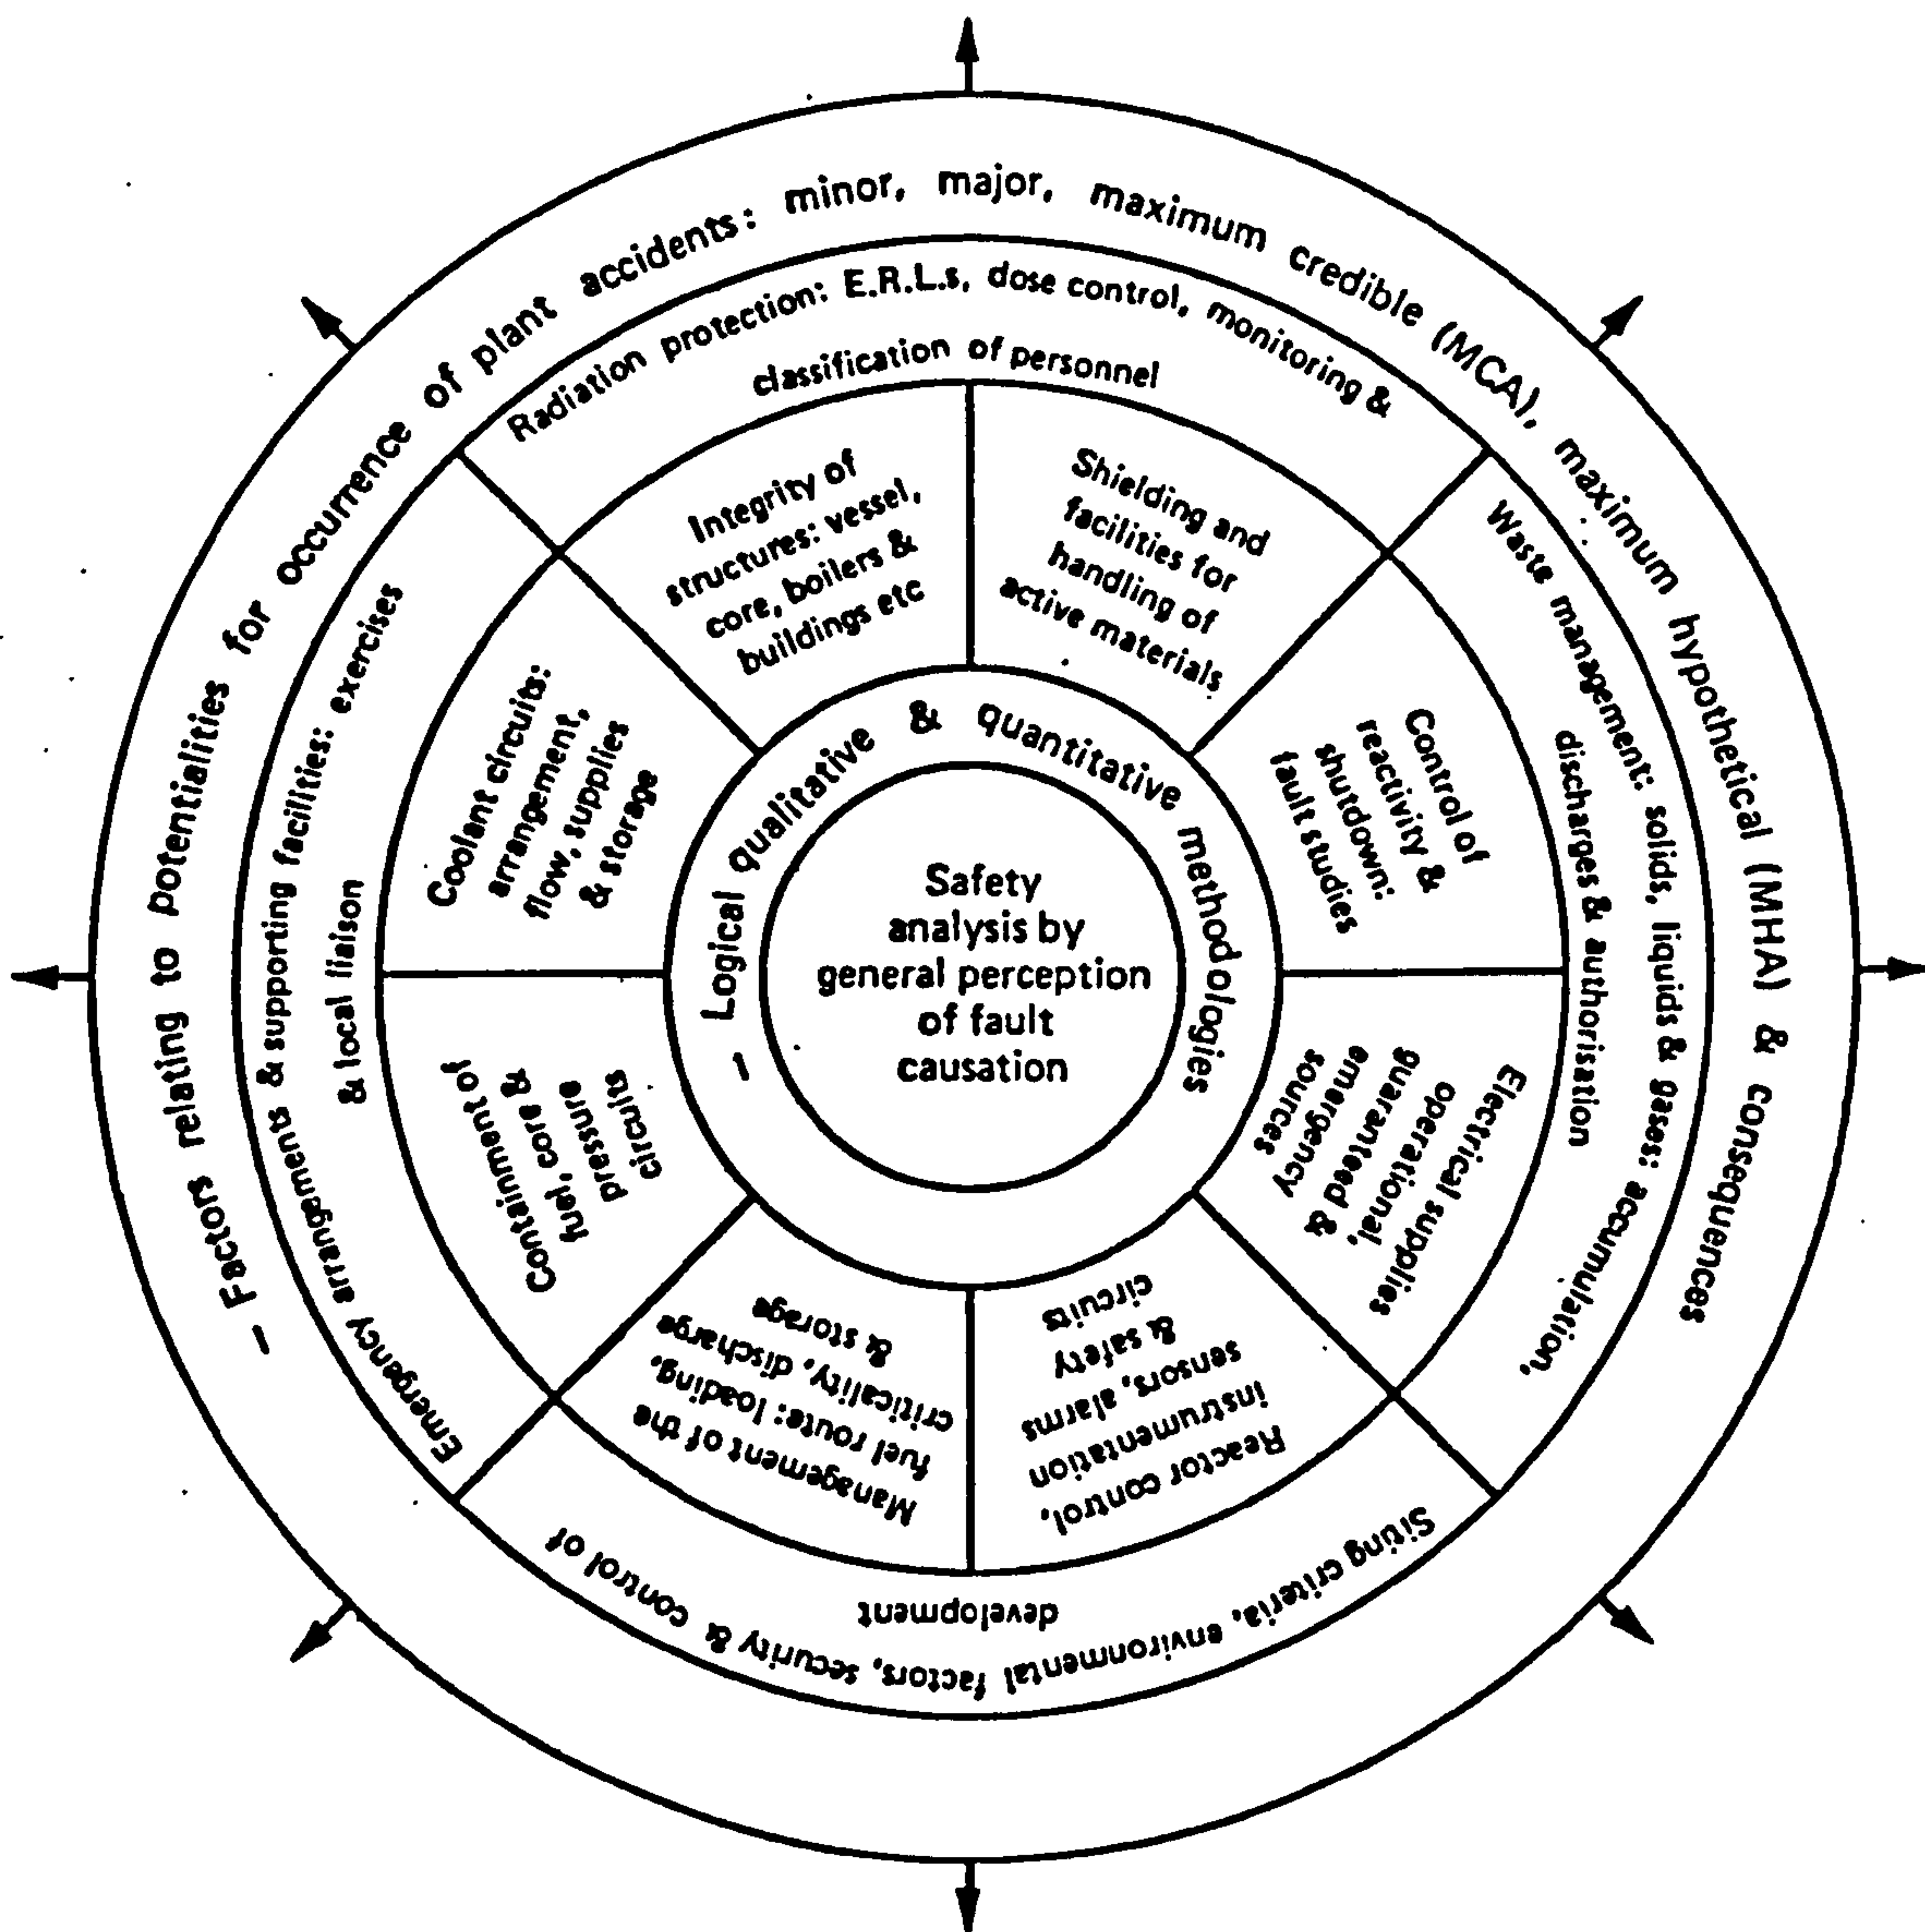 – Factors relating to potentialities for occurrence of plant accidents: minor, major, maximum credible (MCA), maximum hypothetical (MHA) & consequences
Radiation protection: E.R.L.s, dose control, monitoring &
classification of personnel
Waste management: solids, liquids & gases; accumulation,
discharges & authorisation
Siting criteria, environmental factors, security & control of
development
Emergency arrangements & supporting facilities: exercises
& local liaison
Integrity of
structures: vessel,
core, boilers &
buildings etc
Shielding and
facilities for
handling of
active materials
Control of
reactivity &
shutdown:
fault studies
Electrical supplies
operational,
guaranteed &
emergency
sources
Reactor control,
instrumentation
sensors, alarms
& safety
circuits
Management of the
fuel route: loading,
criticality, discharge
& storage
Containment of
fuel, core &
pressure
circuits
Coolant circuits:
arrangement,
flow, supplies
& storage
– Logical qualitative & quantitative methodologies
Safety
analysis by
general perception
of fault
causation